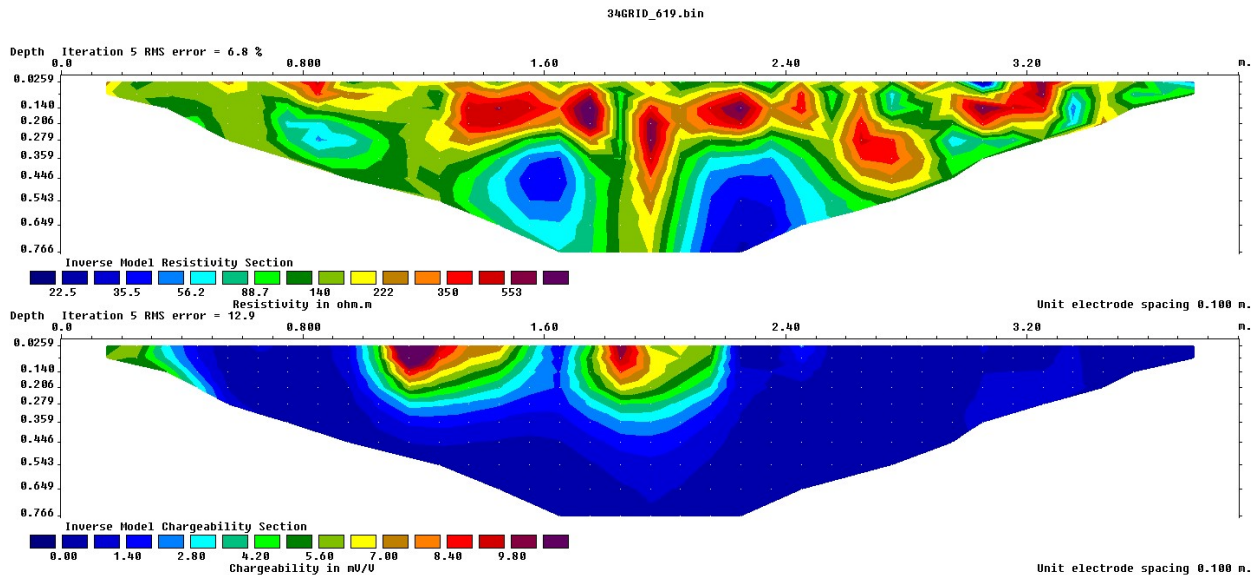 34GRID_619.bin
Depth Iteration 5 RMS error = 6.8 %
0.0 0.800 1.60 2.40 3.20 m.
0.0259
0.140
0.206
0.279
0.359
0.446
0.543
0.649
0.766
Inverse Model Resistivity Section
22.5 35.5 56.2 88.7 140 222 350 553
Resistivity in ohm.m
Unit electrode spacing 0.100 m.
Depth Iteration 5 RMS error = 12.9
0.0 0.800 1.60 2.40 3.20 m.
0.0259
0.140
0.206
0.279
0.359
0.446
0.543
0.649
0.766
Inverse Model Chargeability Section
0.00 1.40 2.80 4.20 5.60 7.00 8.40 9.80
Chargeability in mV/V
Unit electrode spacing 0.100 m.